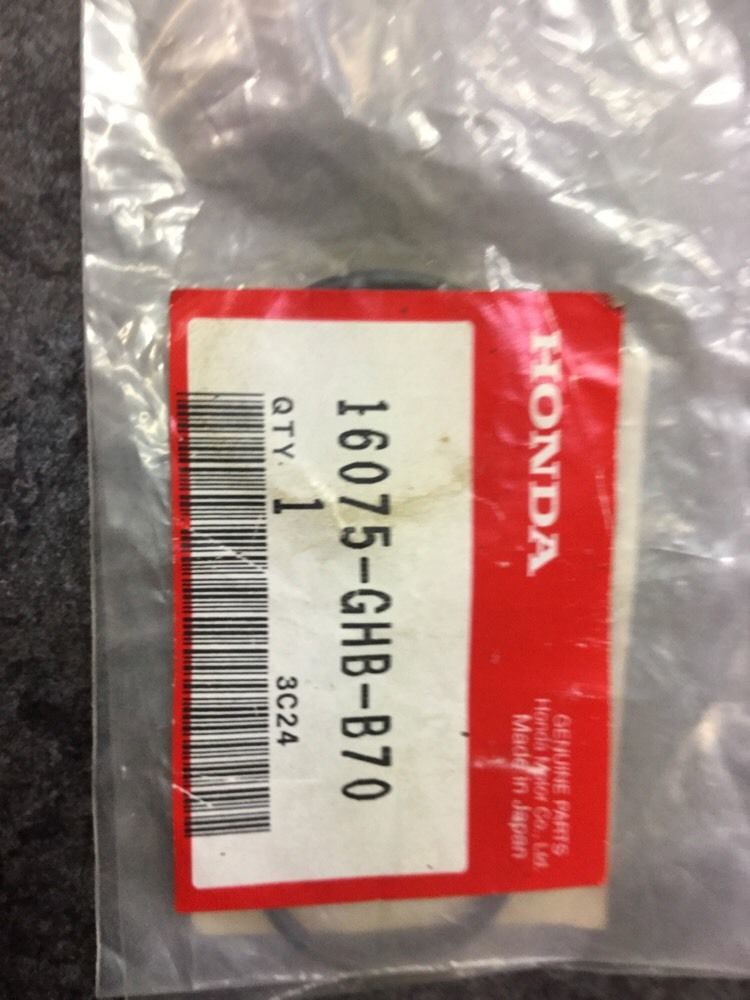 HONDA
GENUINE PARTS
Honda Motor Co., Ltd.
Made in Japan
16075-GHB-B70
QTY. 1
3C24